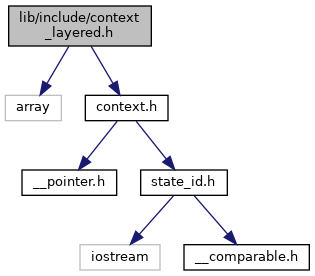 lib/include/context
_layered.h
array
context.h
__pointer.h
state_id.h
iostream
__comparable.h